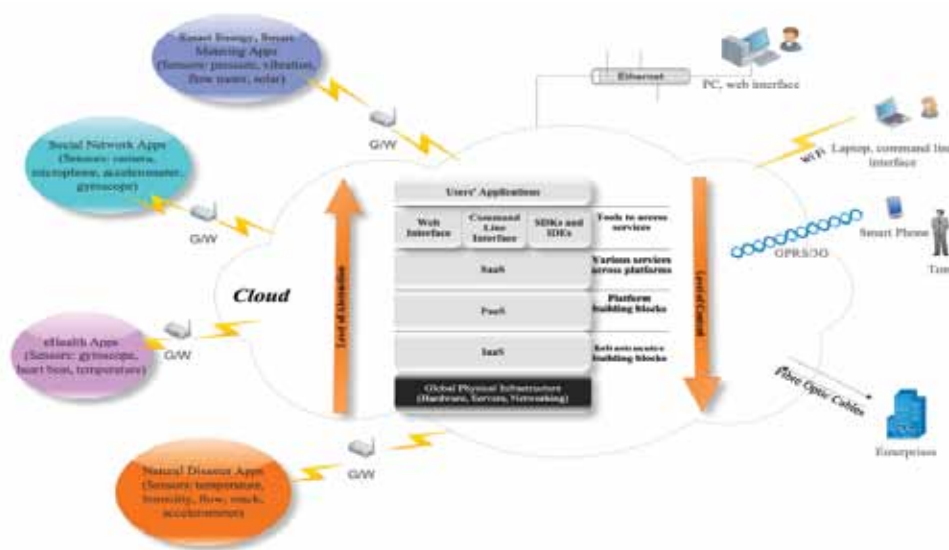 Smart Energy, Smart
Metering Apps
(Sensors: pressure, vibration,
flow meter, solar)
G/W
Ethernet
PC, web interface
Social Network Apps
(Sensors: camera,
microphone, accelerometer,
gyroscope)
G/W
Wi Fi
Laptop, command line
interface
Users' Applications
Web
Interface
Command
Line
Interface
SDKs and
IDEs
Tools to access
services
Smart Phone
GPRS/3G
SaaS
Various services
across platforms
Cloud
Level of Abstraction
Level of Control
PaaS
Platform
building blocks
eHealth Apps
(Sensors: gyroscope,
heart beat, temperature)
G/W
IaaS
Infrastructure
building blocks
Global Physical Infrastructure
(Hardware, Servers, Networking)
Fibre Optic Cables
Enterprises
Natural Disaster Apps
(Sensors: temperature,
humidity, flow,
accelerometer)
G/W